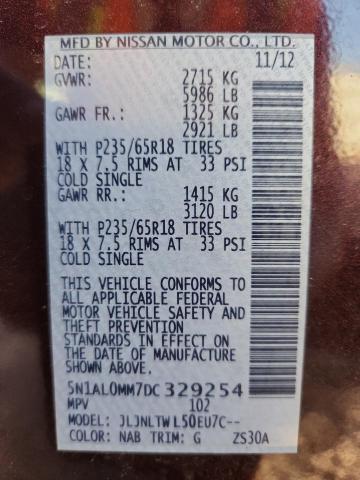 MFD BY NISSAN MOTOR CO., LTD.
DATE: 11/12
GVWR: 2715 KG
5986 LB
GAWR FR.: 1325 KG
2921 LB
WITH P235/65R18 TIRES
18 X 7.5 RIMS AT 33 PSI
COLD SINGLE
GAWR RR.: 1415 KG
3120 LB
WITH P235/65R18 TIRES
18 X 7.5 RIMS AT 33 PSI
COLD SINGLE
THIS VEHICLE CONFORMS TO
ALL APPLICABLE FEDERAL
MOTOR VEHICLE SAFETY AND
THEFT PREVENTION
STANDARDS IN EFFECT ON
THE DATE OF MANUFACTURE
SHOWN ABOVE.
5N1AL0MM7DC329254
MPV 102
MODEL: JLJNLTWL50EU7C--
COLOR: NAB TRIM: G ZS30A